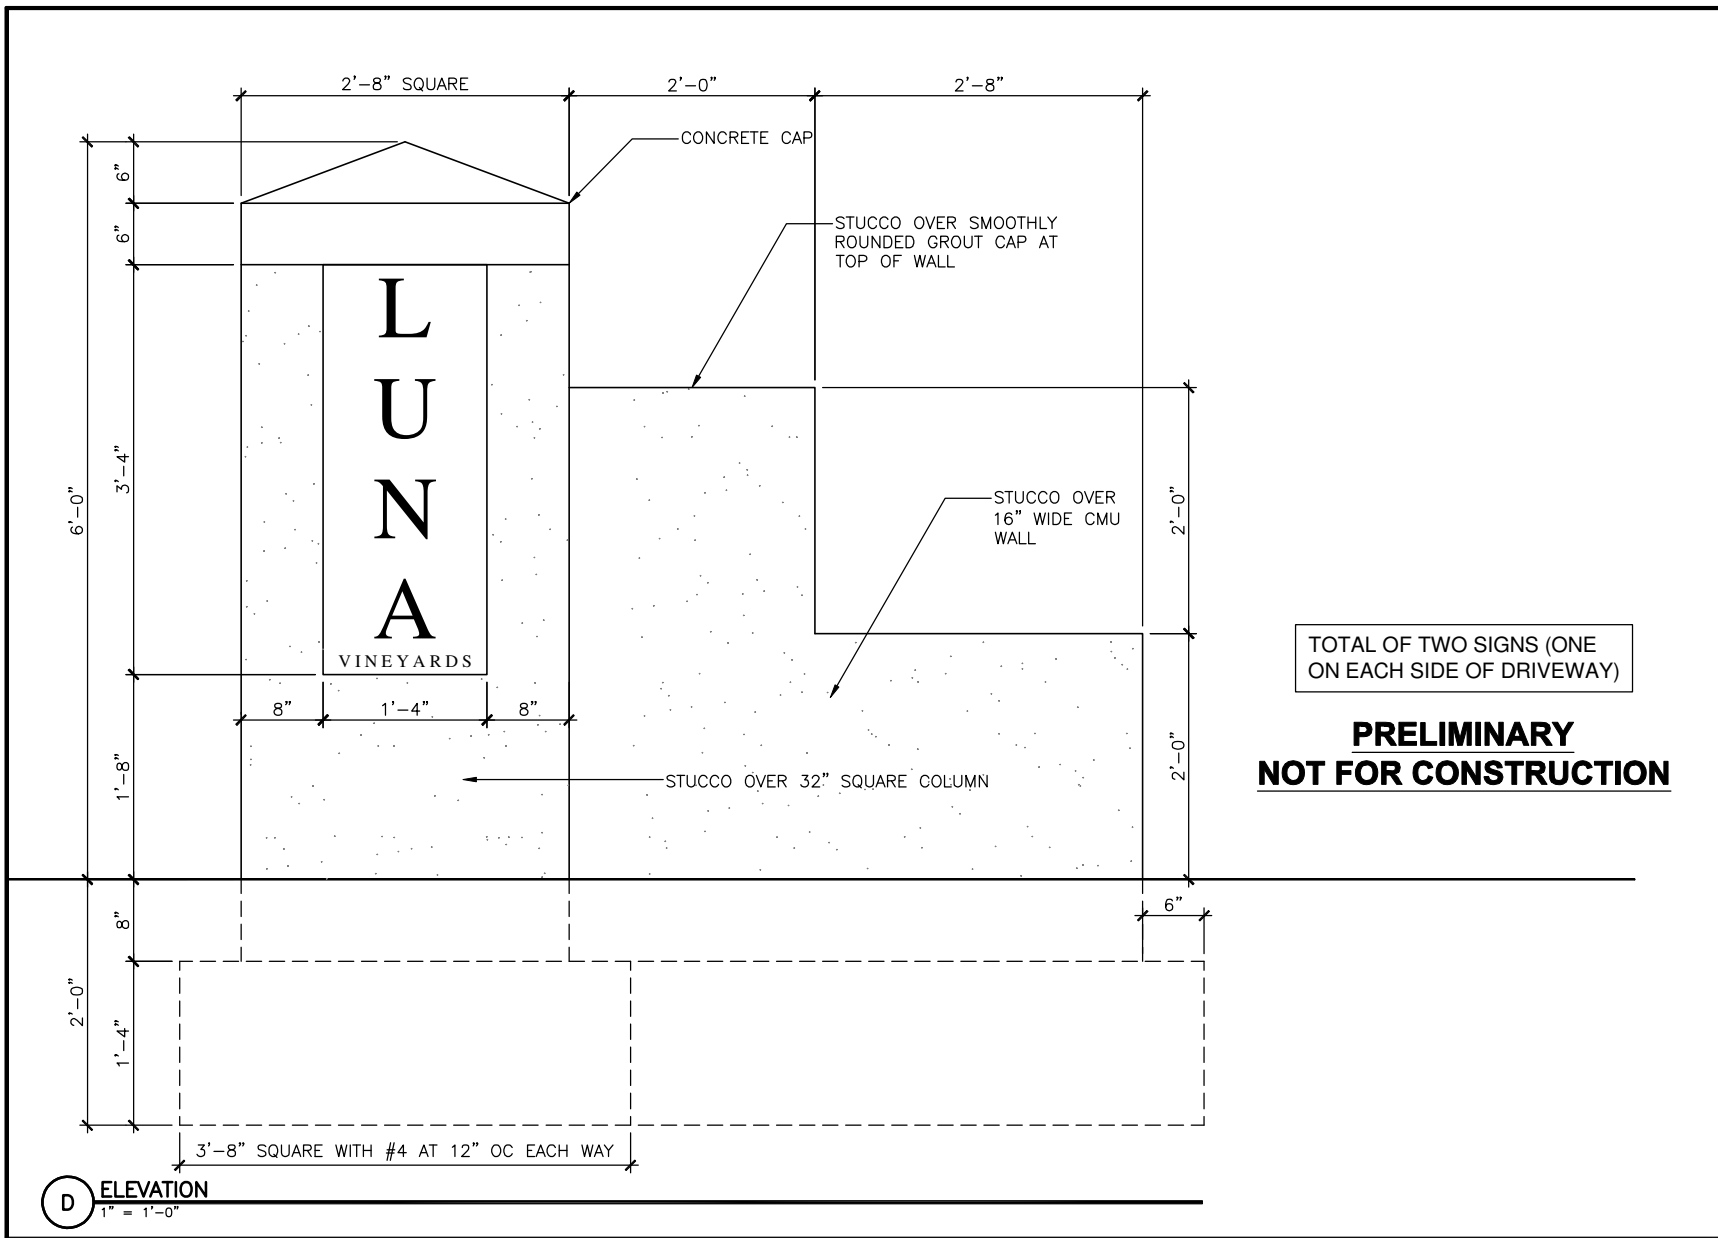 2'-8" SQUARE
2'-0"
2'-8"
CONCRETE CAP
6"
6"
STUCCO OVER SMOOTHLY
ROUNDED GROUT CAP AT
TOP OF WALL
L
U
N
A
VINEYARDS
3'-4"
6'-0"
STUCCO OVER
16" WIDE CMU
WALL
2'-0"
TOTAL OF TWO SIGNS (ONE
ON EACH SIDE OF DRIVEWAY)
8"
1'-4"
8"
PRELIMINARY
NOT FOR CONSTRUCTION
1'-8"
STUCCO OVER 32" SQUARE COLUMN
2'-0"
6"
8"
2'-0"
1'-4"
3'-8" SQUARE WITH #4 AT 12" OC EACH WAY
D
ELEVATION
1" = 1'-0"